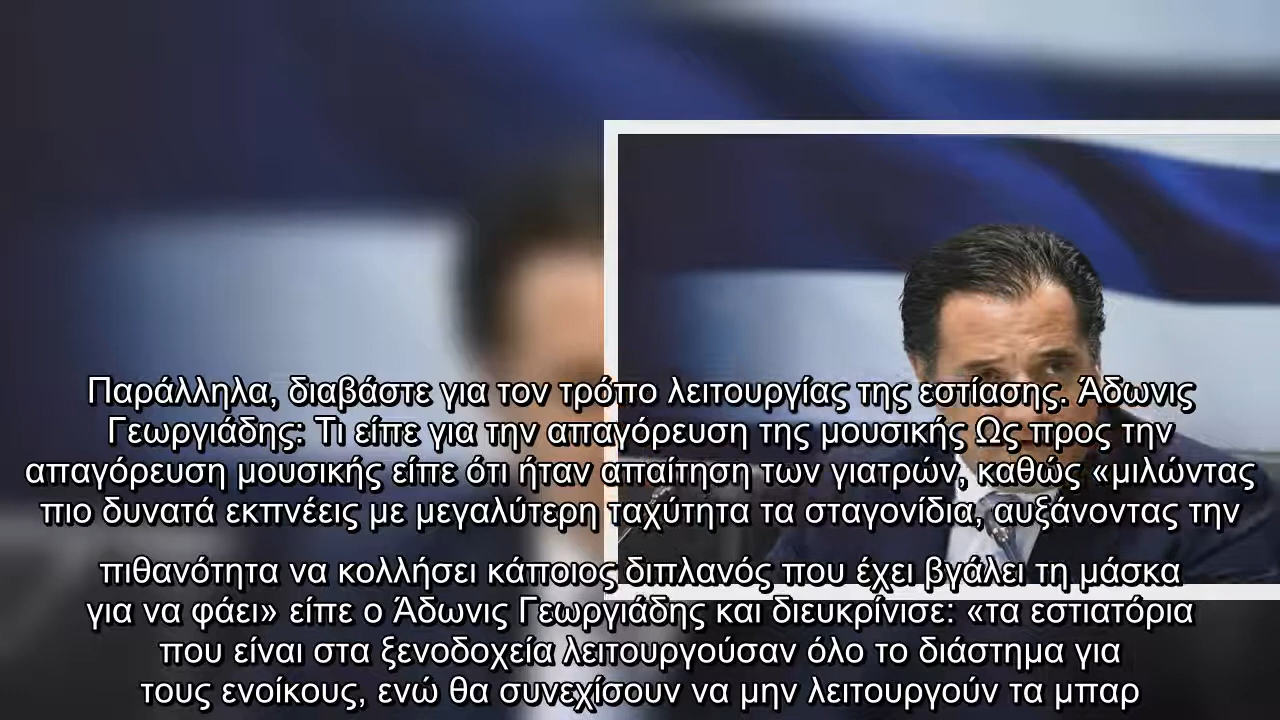 Παράλληλα, διαβάστε για τον τρόπο λειτουργίας της εστίασης. Άδωνις
Γεωργιάδης: Τι είπε για την απαγόρευση της μουσικής Ως προς την
απαγόρευση μουσικής είπε ότι ήταν απαίτηση των γιατρών, καθώς «μιλώντας
πιο δυνατά εκπνέεις με μεγαλύτερη ταχύτητα τα σταγονίδια, αυξάνοντας την
πιθανότητα να κολλήσει κάποιος διπλανός που έχει βγάλει τη μάσκα
για να φάει» είπε ο Άδωνις Γεωργιάδης και διευκρίνισε: «τα εστιατόρια
που είναι στα ξενοδοχεία λειτουργούσαν όλο το διάστημα για
τους ενοίκους, ενώ θα συνεχίσουν να μην λειτουργούν τα μπαρ